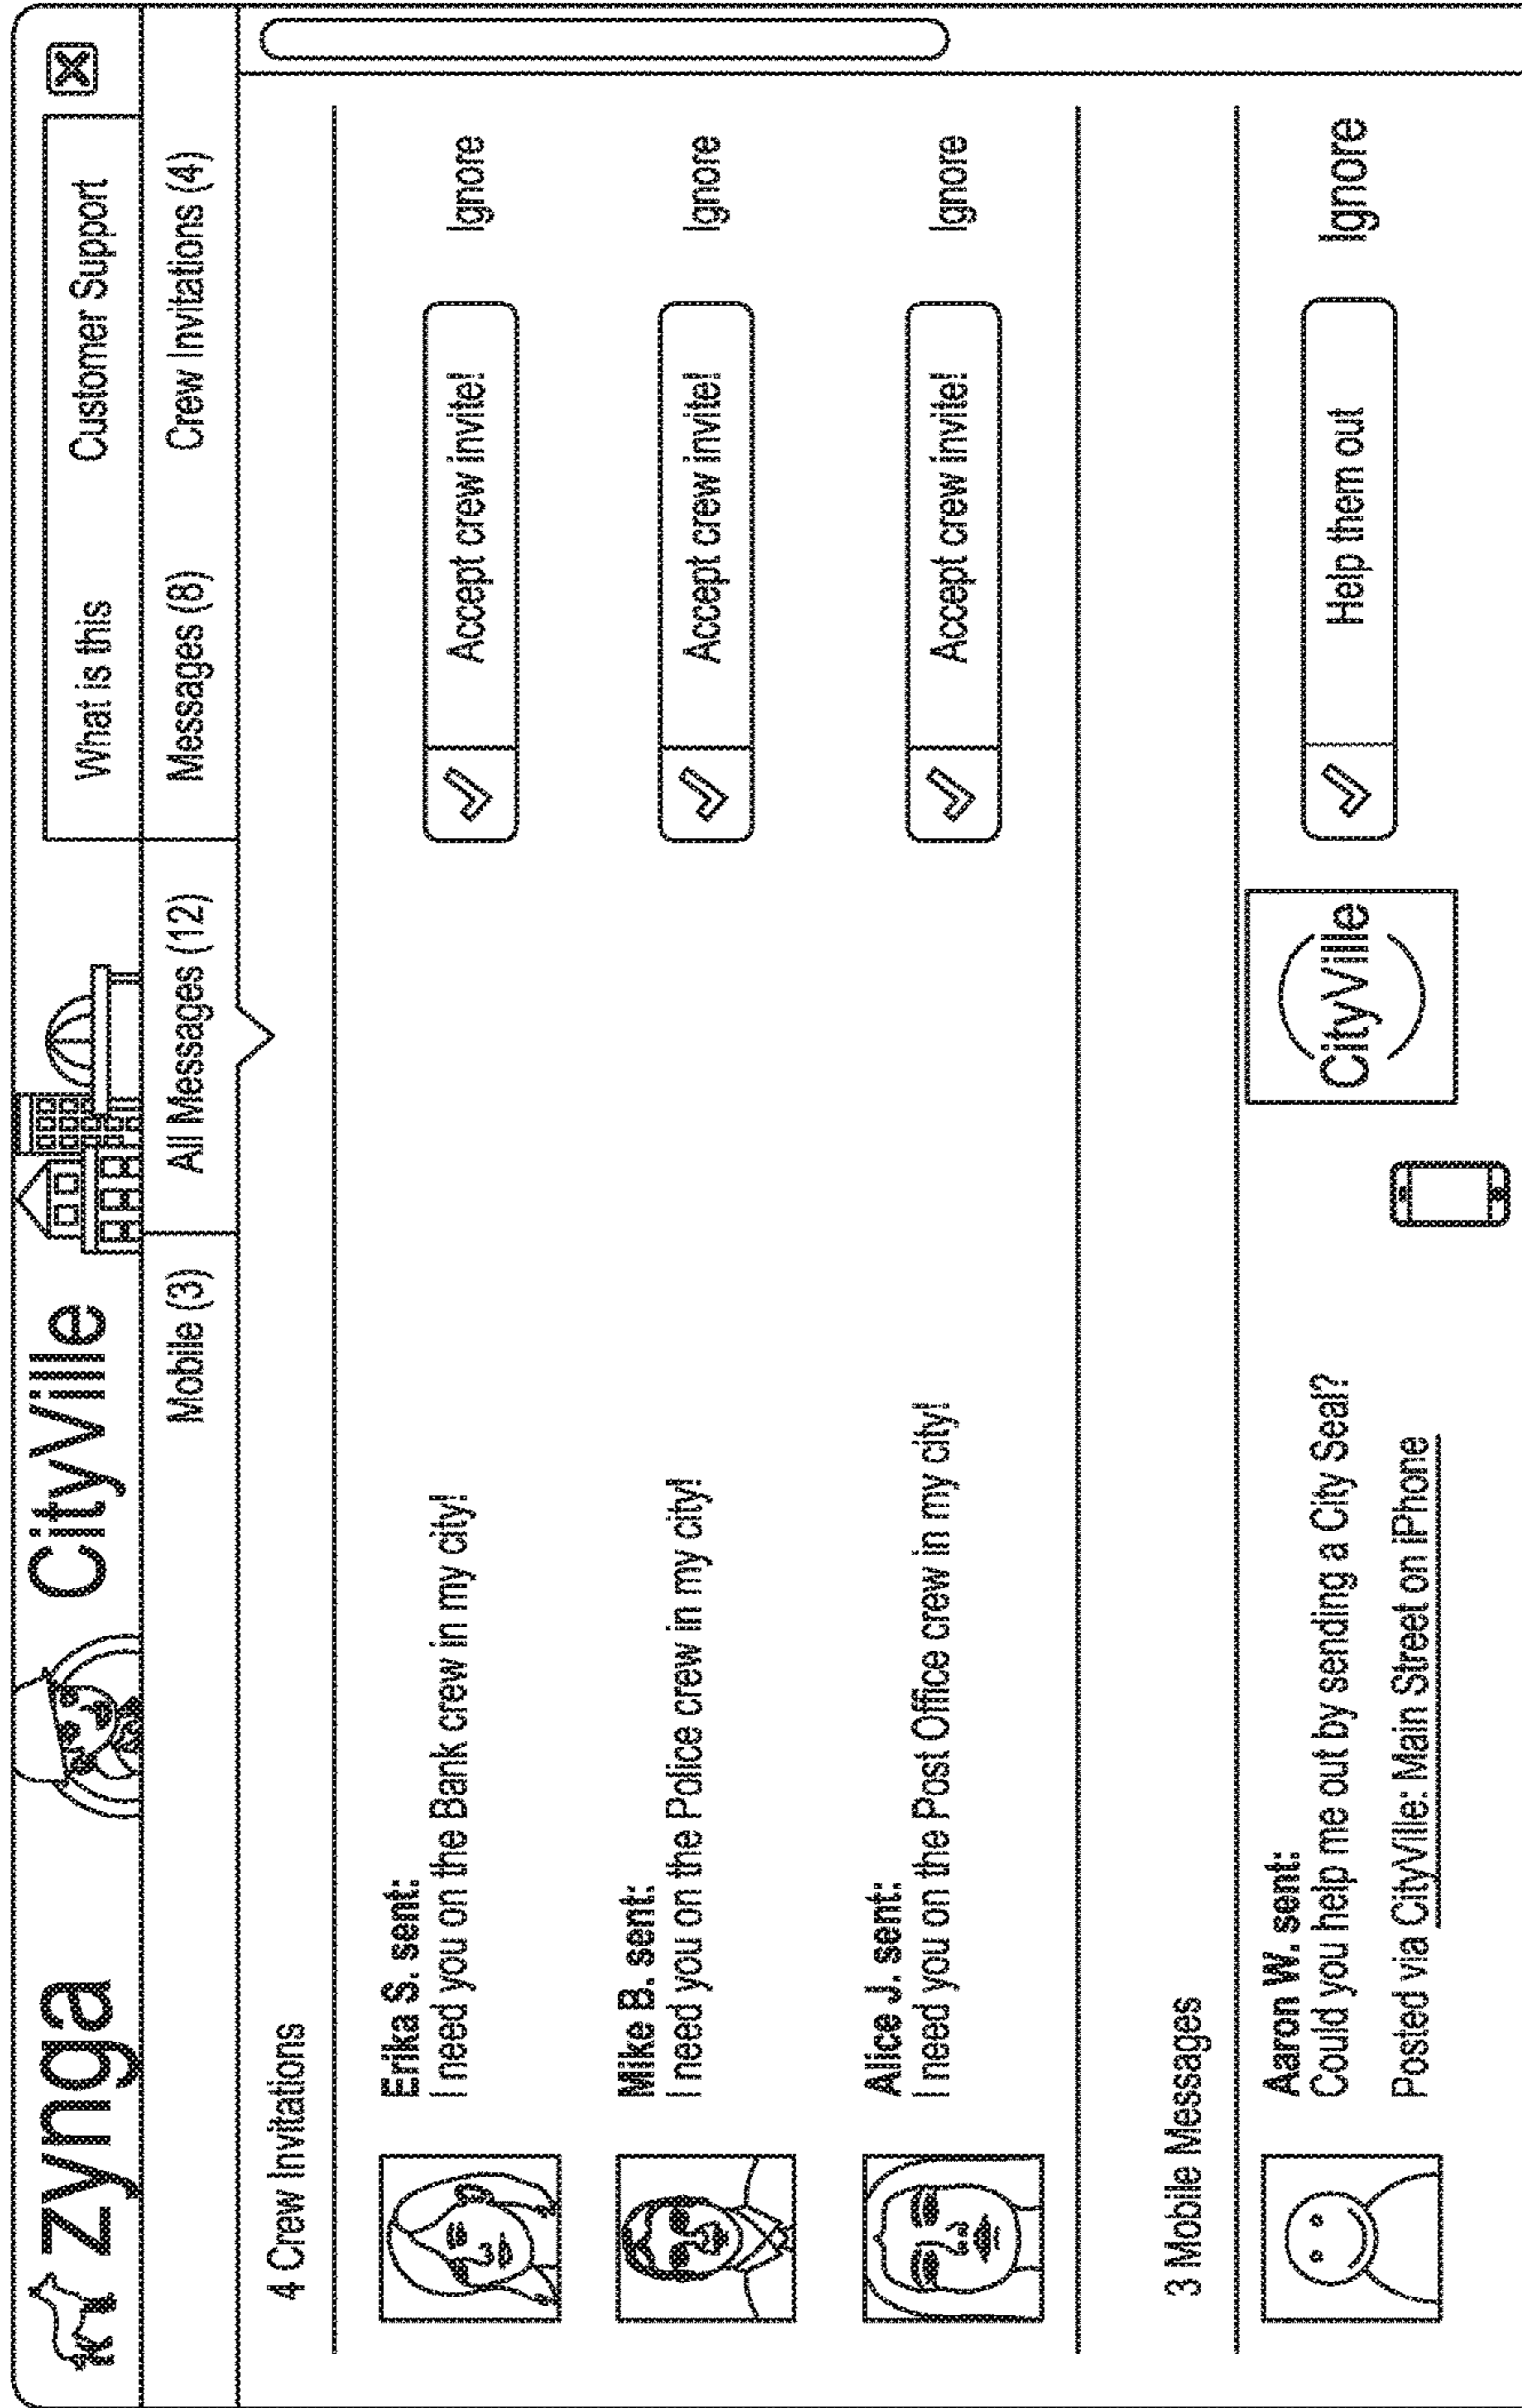 zynga CityVille
What is this Customer Support
Mobile (3) All Messages (12) Messages (8) Crew Invitations (4)
4 Crew Invitations
Erika S. sent:
I need you on the Bank crew in my city!
Accept crew invite! Ignore
Mike B. sent:
I need you on the Police crew in my city!
Accept crew invite! Ignore
Alice J. sent:
I need you on the Post Office crew in my city!
Accept crew invite! Ignore
3 Mobile Messages
Aaron W. sent:
Could you help me out by sending a City Seal?
Posted via CityVille: Main Street on iPhone
CityVille
Help them out Ignore